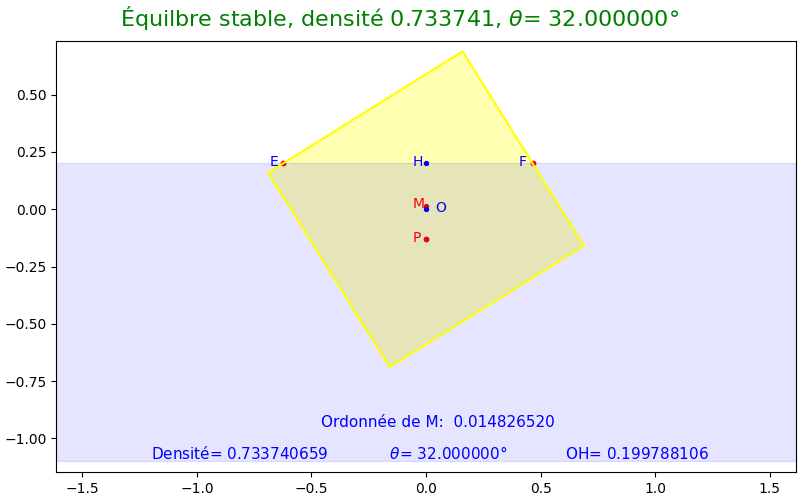 Équilbre stable, densité 0.733741, θ= 32.000000°
0.50
0.25
0.00
−0.25
−0.50
−0.75
−1.00
E H F
M O
P
Ordonnée de M: 0.014826520
Densité= 0.733740659 θ= 32.000000° OH= 0.199788106
−1.5 −1.0 −0.5 0.0 0.5 1.0 1.5